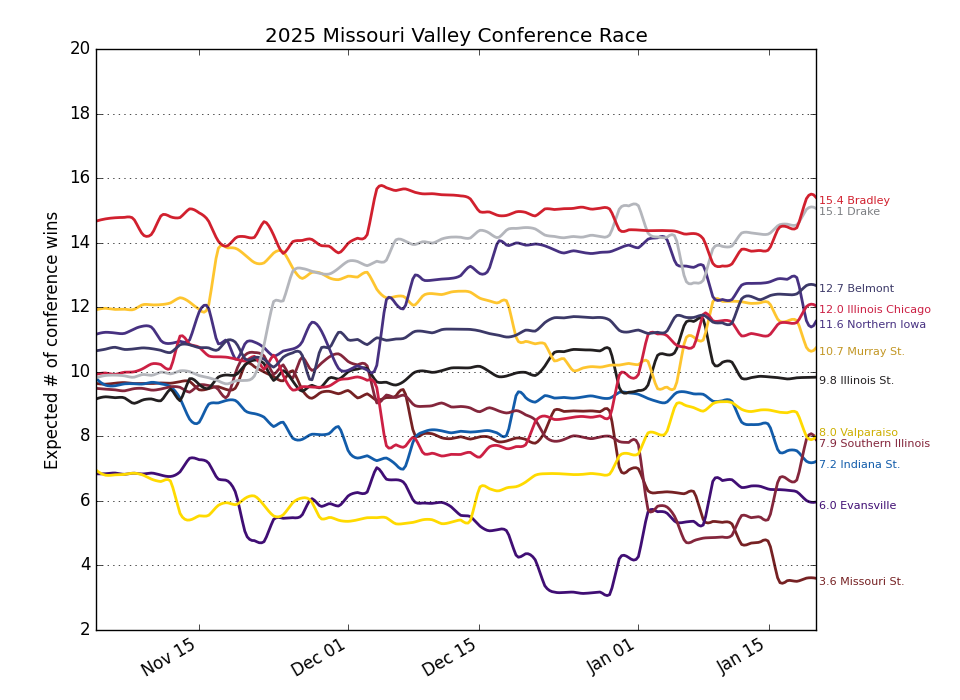 2025 Missouri Valley Conference Race
Expected # of conference wins
20
18
16
14
12
10
8
6
4
2
Nov 15
Dec 01
Dec 15
Jan 01
Jan 15
15.4 Bradley
15.1 Drake
12.7 Belmont
12.0 Illinois Chicago
11.6 Northern Iowa
10.7 Murray St.
9.8 Illinois St.
8.0 Valparaiso
7.9 Southern Illinois
7.2 Indiana St.
6.0 Evansville
3.6 Missouri St.